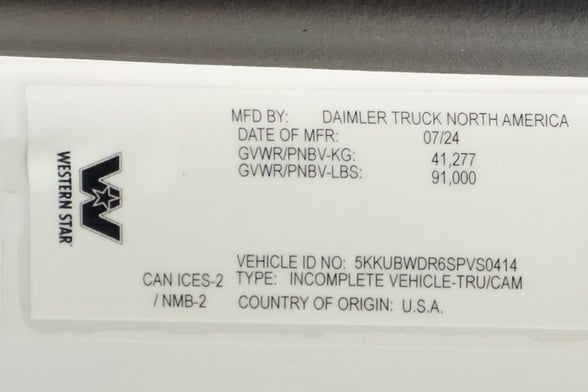 MFD BY: DAIMLER TRUCK NORTH AMERICA
DATE OF MFR: 07/24
GVWR/PNBV-KG: 41,277
GVWR/PNBV-LBS: 91,000
WESTERN STAR
VEHICLE ID NO: 5KKUBWDR6SPVS0414
CAN ICES-2 TYPE: INCOMPLETE VEHICLE-TRU/CAM
/ NMB-2 COUNTRY OF ORIGIN: U.S.A.